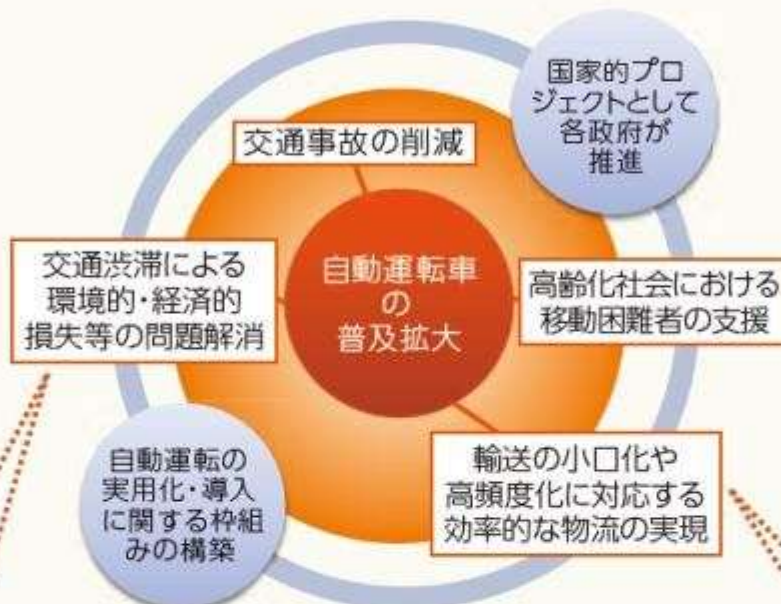 国家的プロ
ジェクトとして
各政府が
推進
交通事故の削減
交通渋滞による
環境的・経済的
損失等の問題解消
自動運転車
の
普及拡大
高齢化社会における
移動困難者の支援
自動運転の
実用化・導入
に関する枠組
みの構築
輸送の小口化や
高頻度化に対応する
効率的な物流の実現